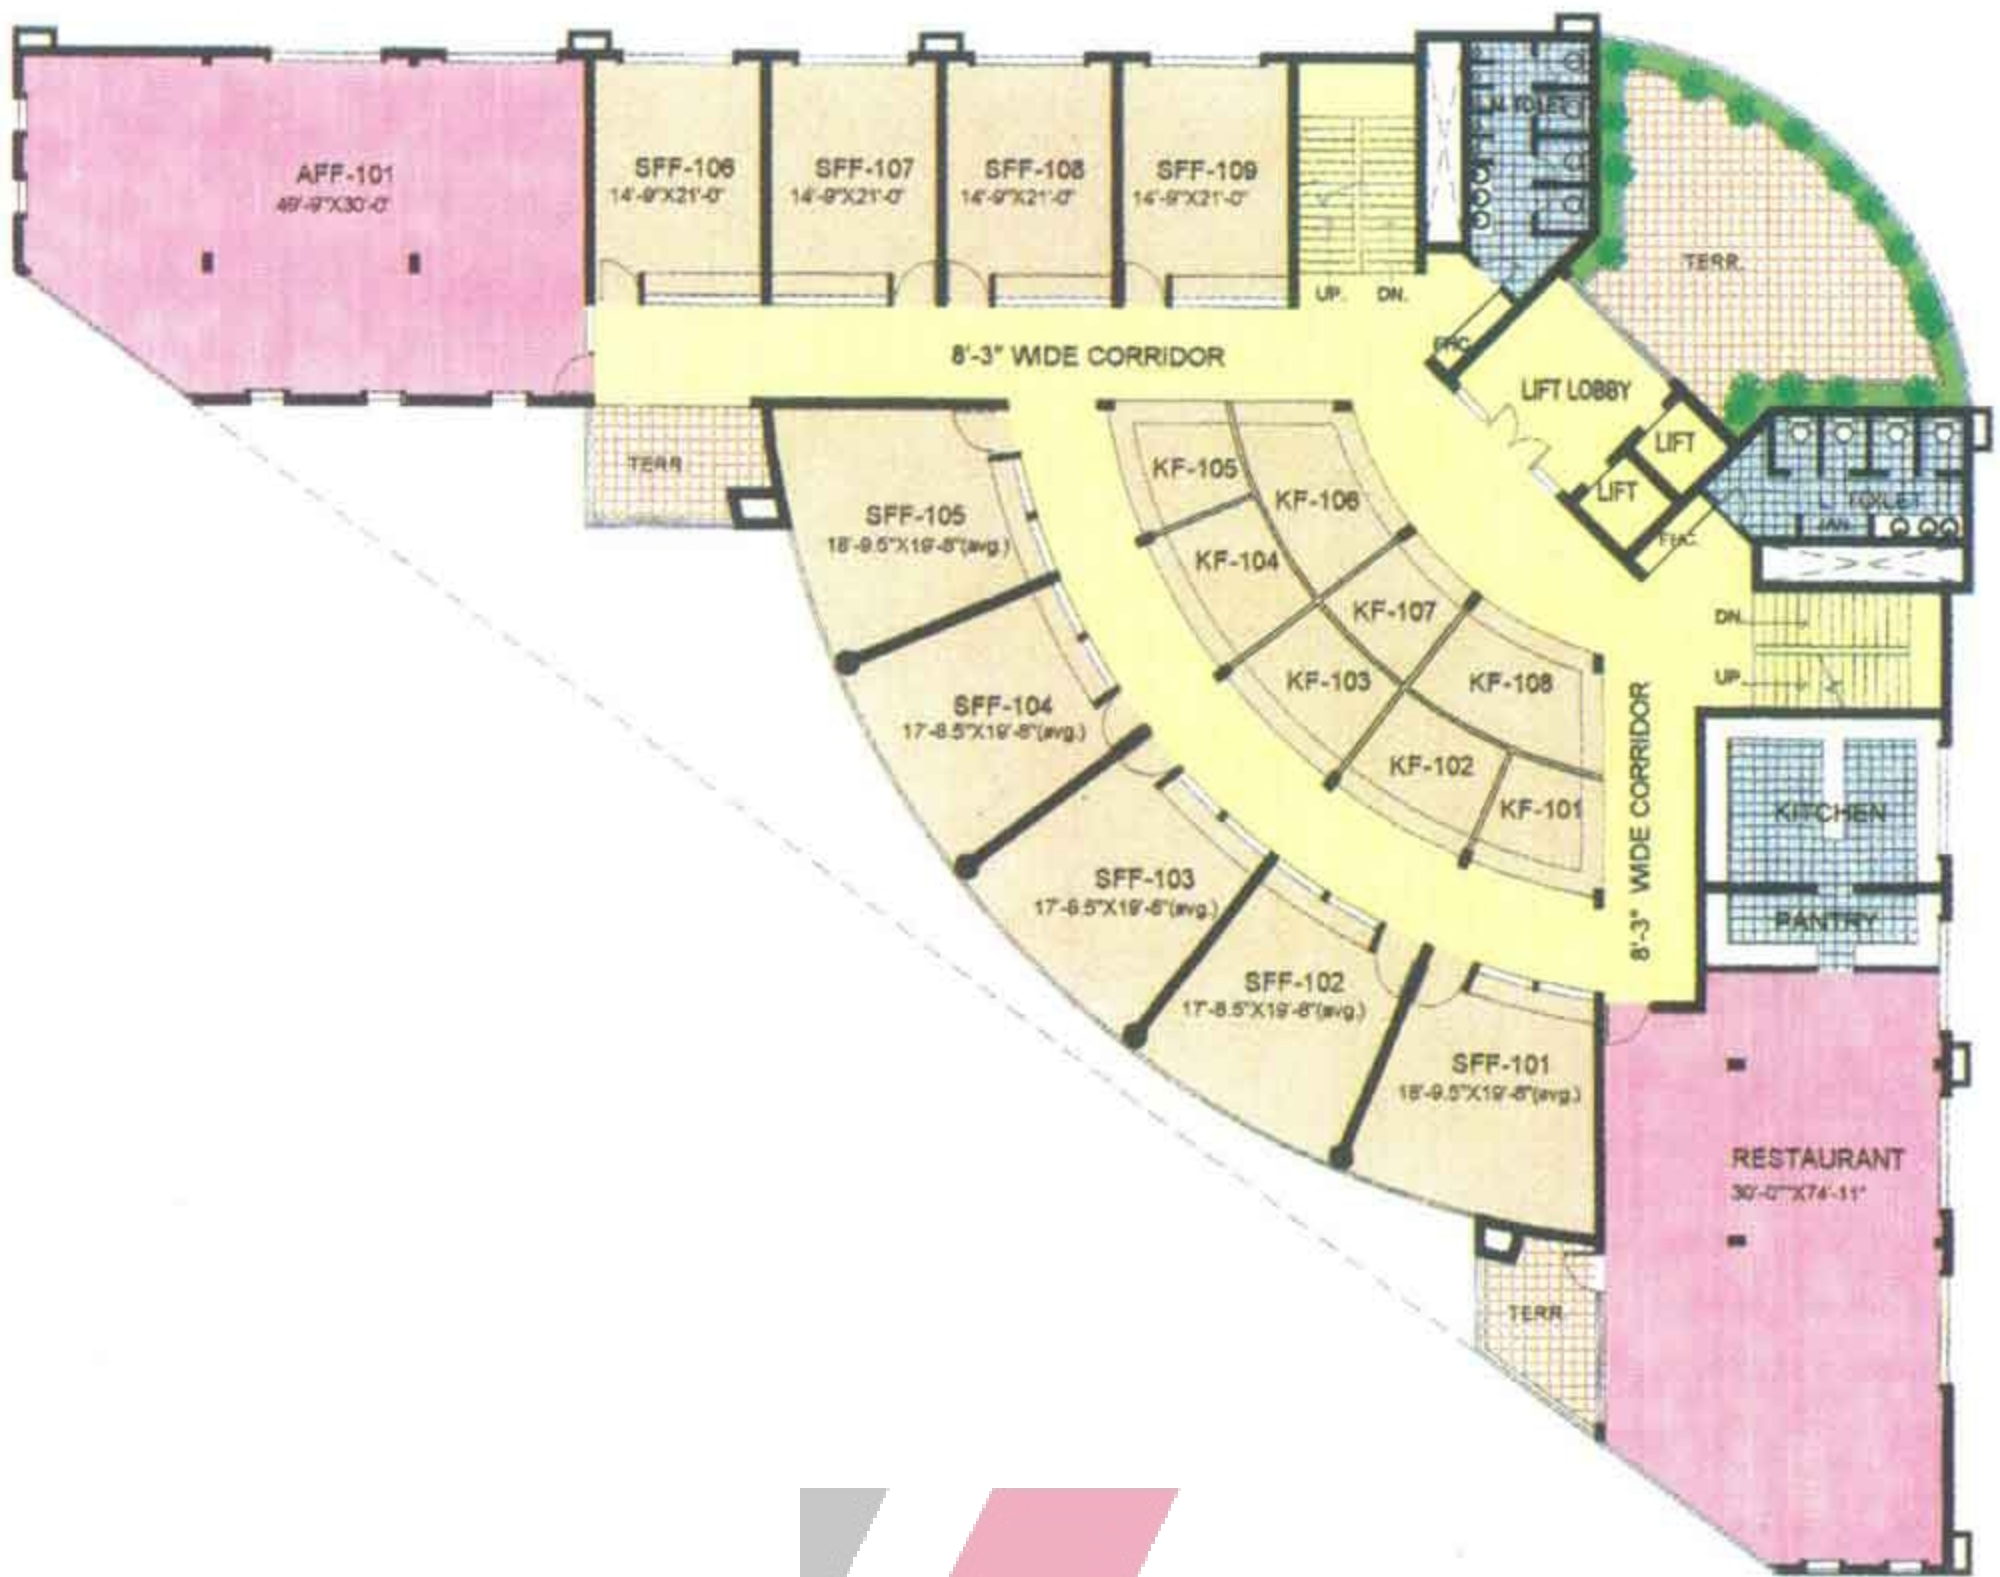 AFF-101
49'-9"X30'-0"
SFF-106
14'-9"X21'-0"
SFF-107
14'-9"X21'-0"
SFF-108
14'-9"X21'-0"
SFF-109
14'-9"X21'-0"
UP. DN.
TOILET
TERR.
8'-3" WIDE CORRIDOR
FHC.
LIFT LOBBY
LIFT
LIFT
L. TOILET
JAN.
FHC.
TERR.
SFF-105
18'-9.5"X19'-8"(avg.)
KF-105
KF-106
KF-104
KF-107
KF-103
KF-108
KF-102
KF-101
DN.
UP
SFF-104
17'-8.5"X19'-8"(avg.)
8'-3" WIDE CORRIDOR
KITCHEN
SFF-103
17'-8.5"X19'-8"(avg.)
PANTRY
SFF-102
17'-8.5"X19'-8"(avg.)
SFF-101
18'-9.5"X19'-8"(avg.)
RESTAURANT
30'-0"X74'-11"
TERR.